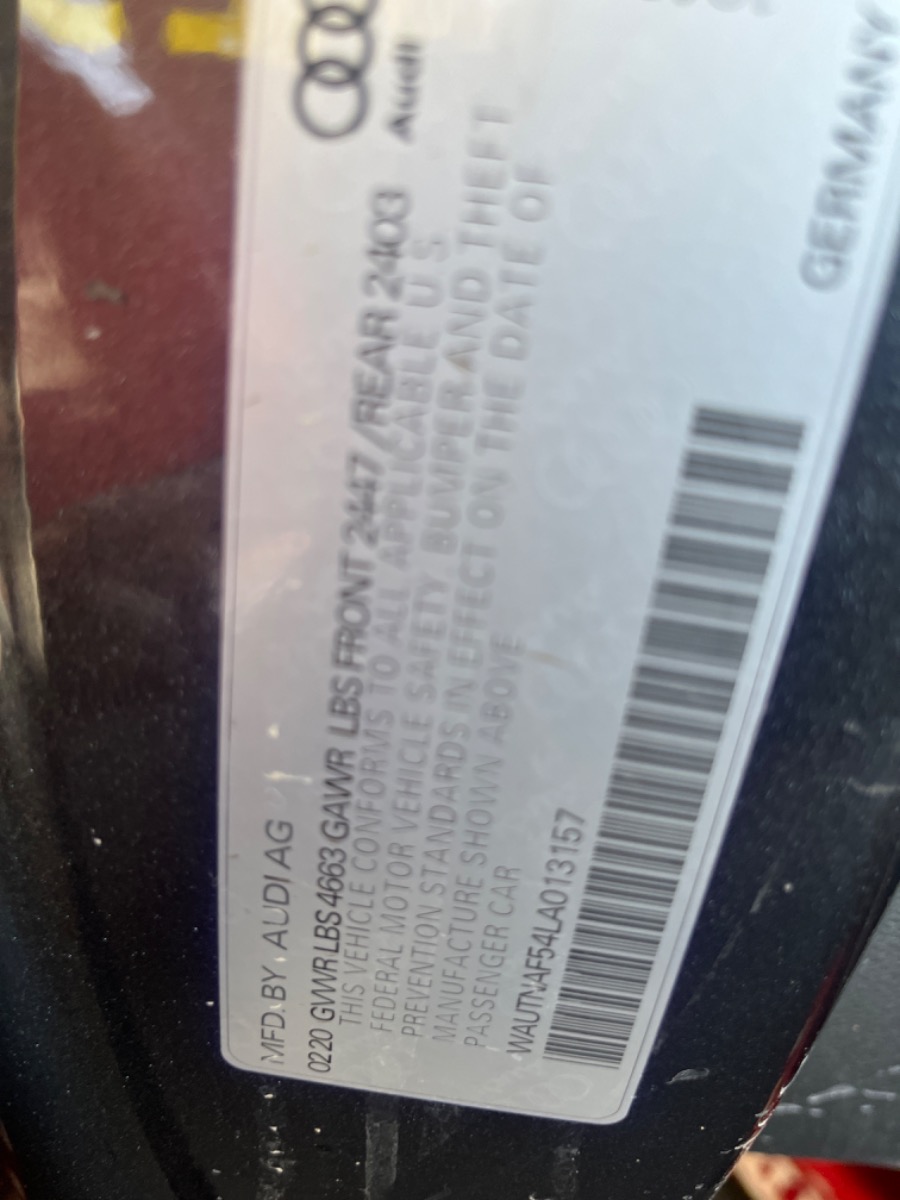 MFD. BY AUDI AG
0220 GVWR LBS 4663 GAWR LBS FRONT 2447 /REAR 2403
THIS VEHICLE CONFORMS TO ALL APPLICABLE U S
FEDERAL MOTOR VEHICLE SAFETY BUMPER AND THEFT
PREVENTION STANDARDS IN EFFECT ON THE DATE OF
MANUFACTURE SHOWN ABOVE
PASSENGER CAR
WAUTNAF54LA013157
Audi
GERMANY